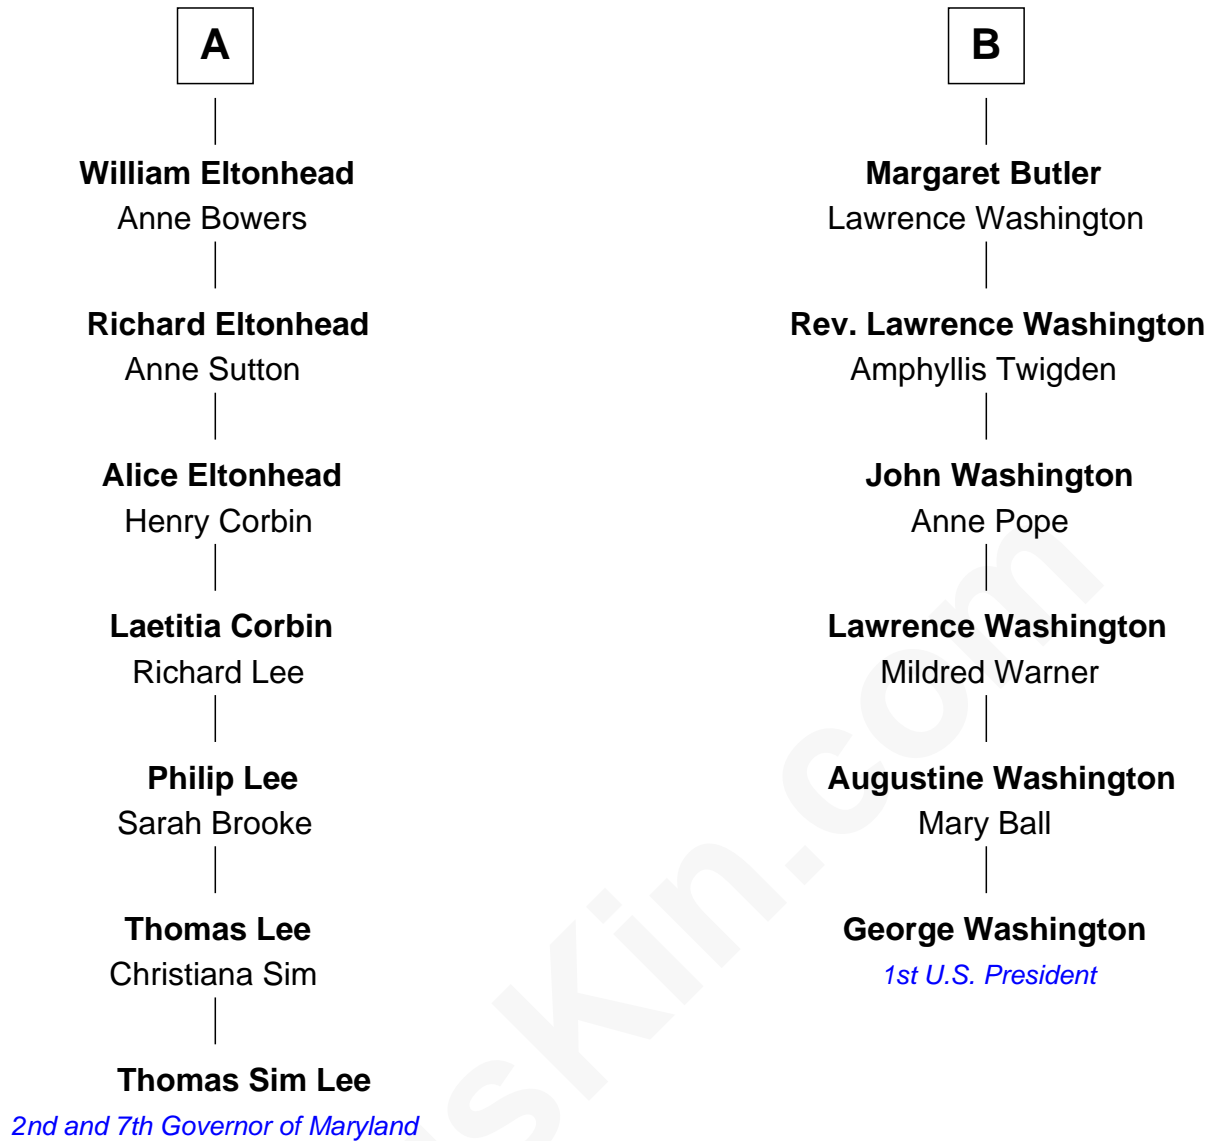 A
William Eltonhead
Anne Bowers
Richard Eltonhead
Anne Sutton
Alice Eltonhead
Henry Corbin
Laetitia Corbin
Richard Lee
Philip Lee
Sarah Brooke
Thomas Lee
Christiana Sim
Thomas Sim Lee
2nd and 7th Governor of Maryland
B
Margaret Butler
Lawrence Washington
Rev. Lawrence Washington
Amphyllis Twigden
John Washington
Anne Pope
Lawrence Washington
Mildred Warner
Augustine Washington
Mary Ball
George Washington
1st U.S. President